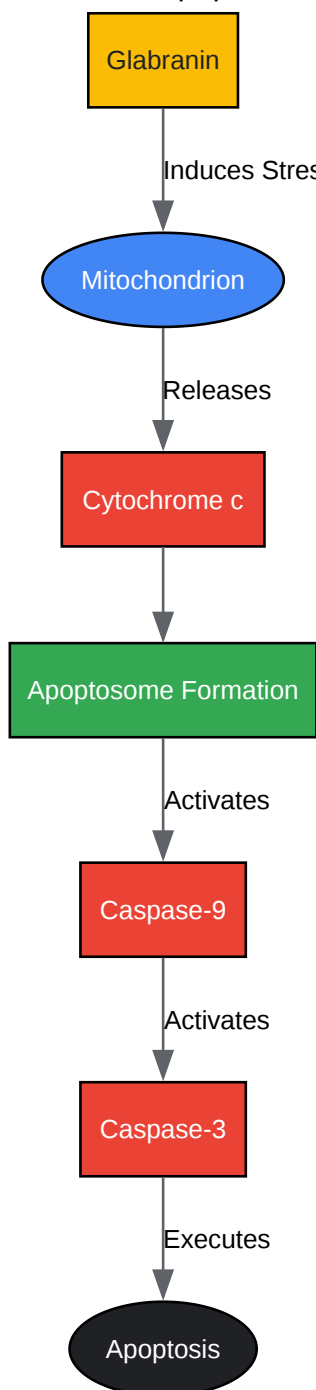 Glabranin
Induces Stres
Mitochondrion
Releases
Cytochrome c
Apoptosome Formation
Activates
Caspase-9
Activates
Caspase-3
Executes
Apoptosis